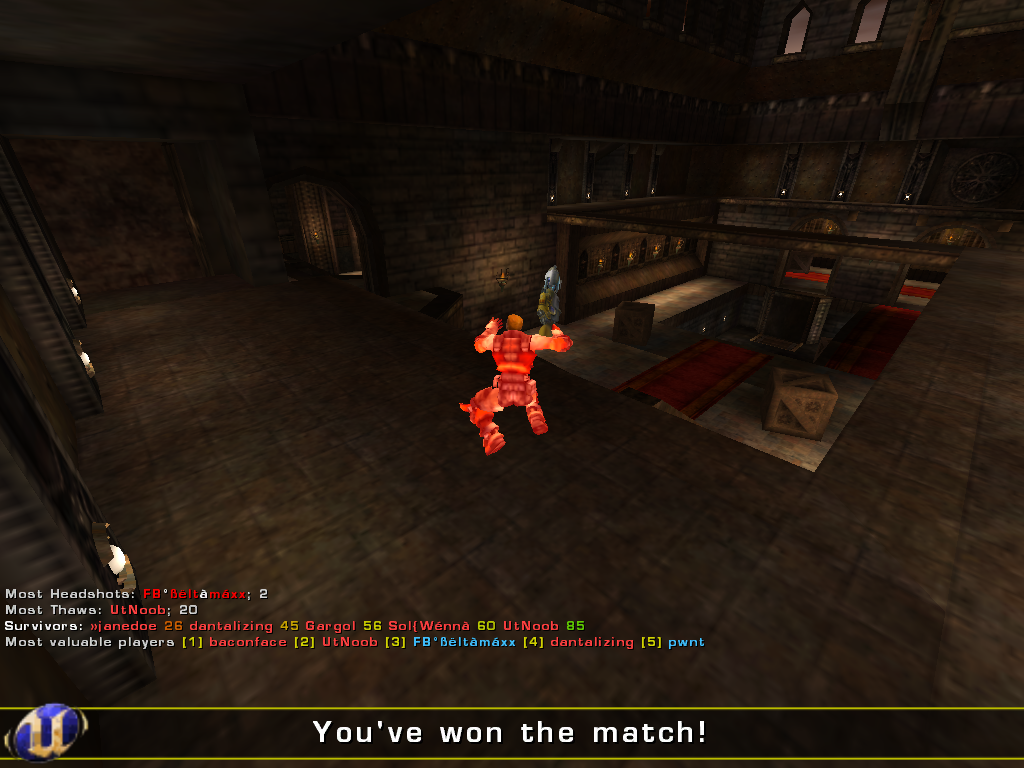 Most Headshots: FB°ßéltâmáxx; 2
Most Thaws: UtNoob; 20
Survivors: »janedoe 26 dantalizing 45 Gargol 56 Sol{Wénnâ 60 UtNoob 85
Most valuable players [1] baconface [2] UtNoob [3] FB°ßéltâmáxx [4] dantalizing [5] pwnt
You've won the match!